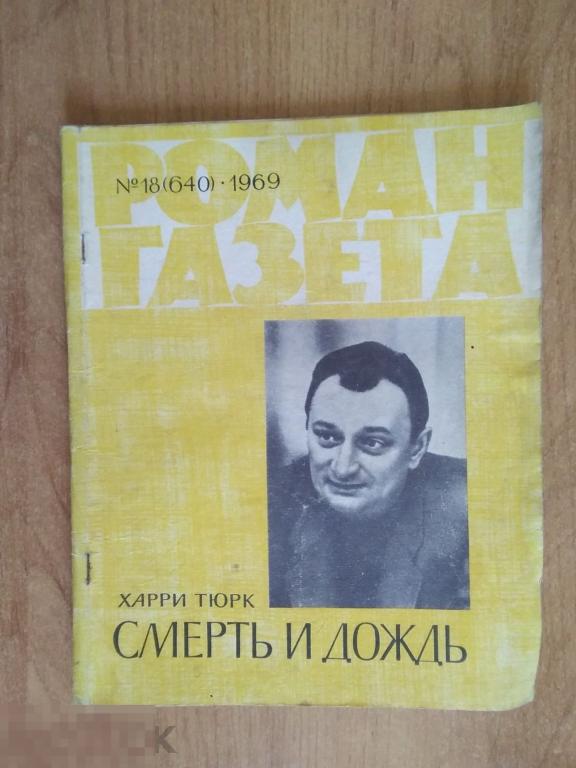 РОМАН
№18(640)·1969
ГАЗЕТА
ХАРРИ ТЮРК
СМЕРТЬ И ДОЖДЬ